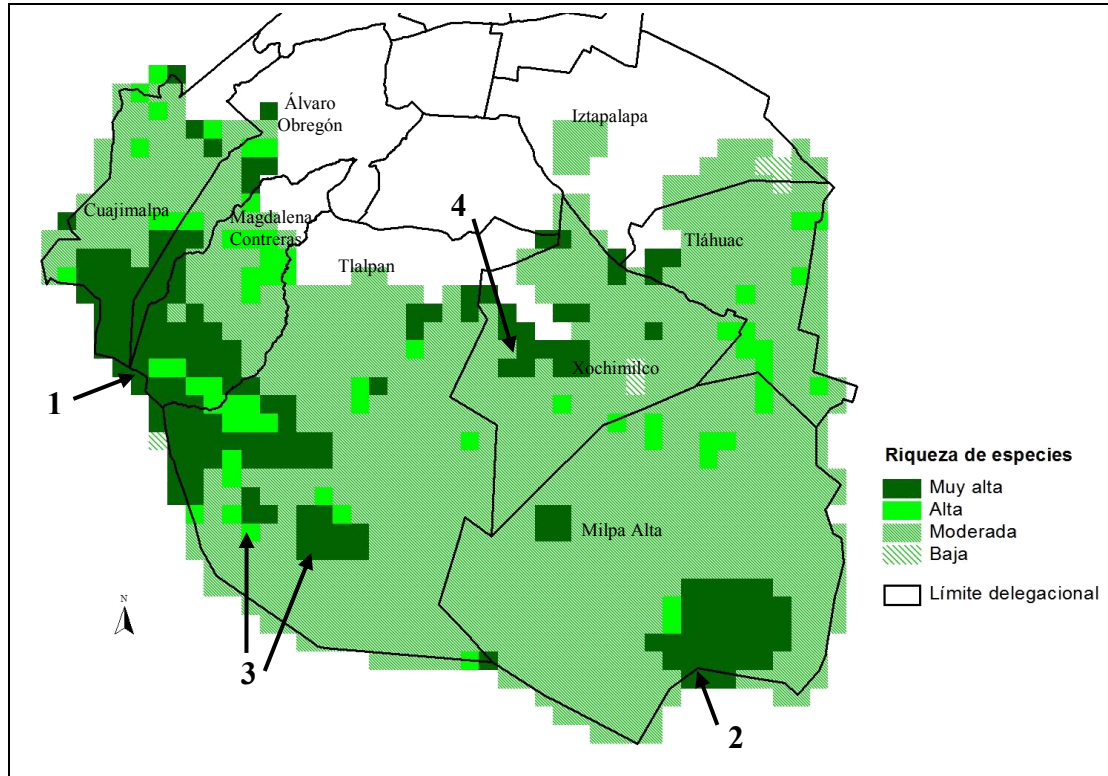 Álvaro
Obregón
Iztapalapa
Cuajimalpa
Magdalena
Contreras
4
Tláhuac
Tlalpan
Xochimilco
1
Riqueza de especies
Muy alta
Alta
Moderada
Baja
Límite delegacional
Milpa Alta
N
3
2